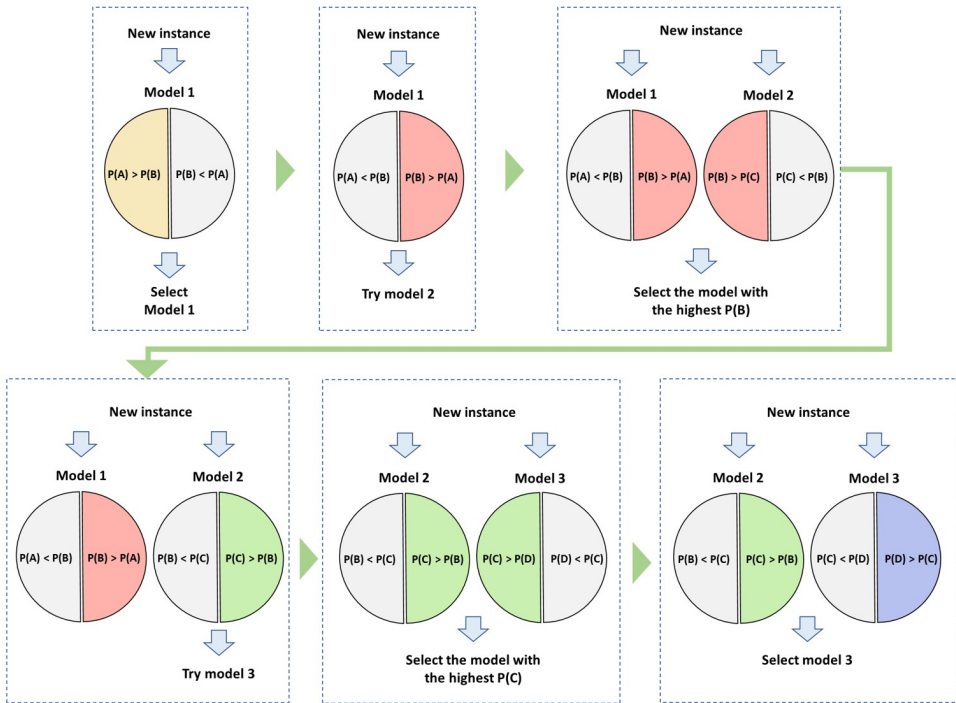 New instance
Model 1
P(A) > P(B)
P(B) < P(A)
Select
Model 1
New instance
Model 1
P(A) < P(B)
P(B) > P(A)
Try model 2
New instance
Model 1
Model 2
P(A) < P(B)
P(B) > P(A)
P(B) > P(C)
P(C) < P(B)
Select the model with
the highest P(B)
New instance
Model 1
Model 2
P(A) < P(B)
P(B) > P(A)
P(B) < P(C)
P(C) > P(B)
Try model 3
New instance
Model 2
Model 3
P(B) < P(C)
P(C) > P(B)
P(C) > P(D)
P(D) < P(C)
Select the model with
the highest P(C)
New instance
Model 2
Model 3
P(B) < P(C)
P(C) > P(B)
P(C) < P(D)
P(D) > P(C)
Select model 3